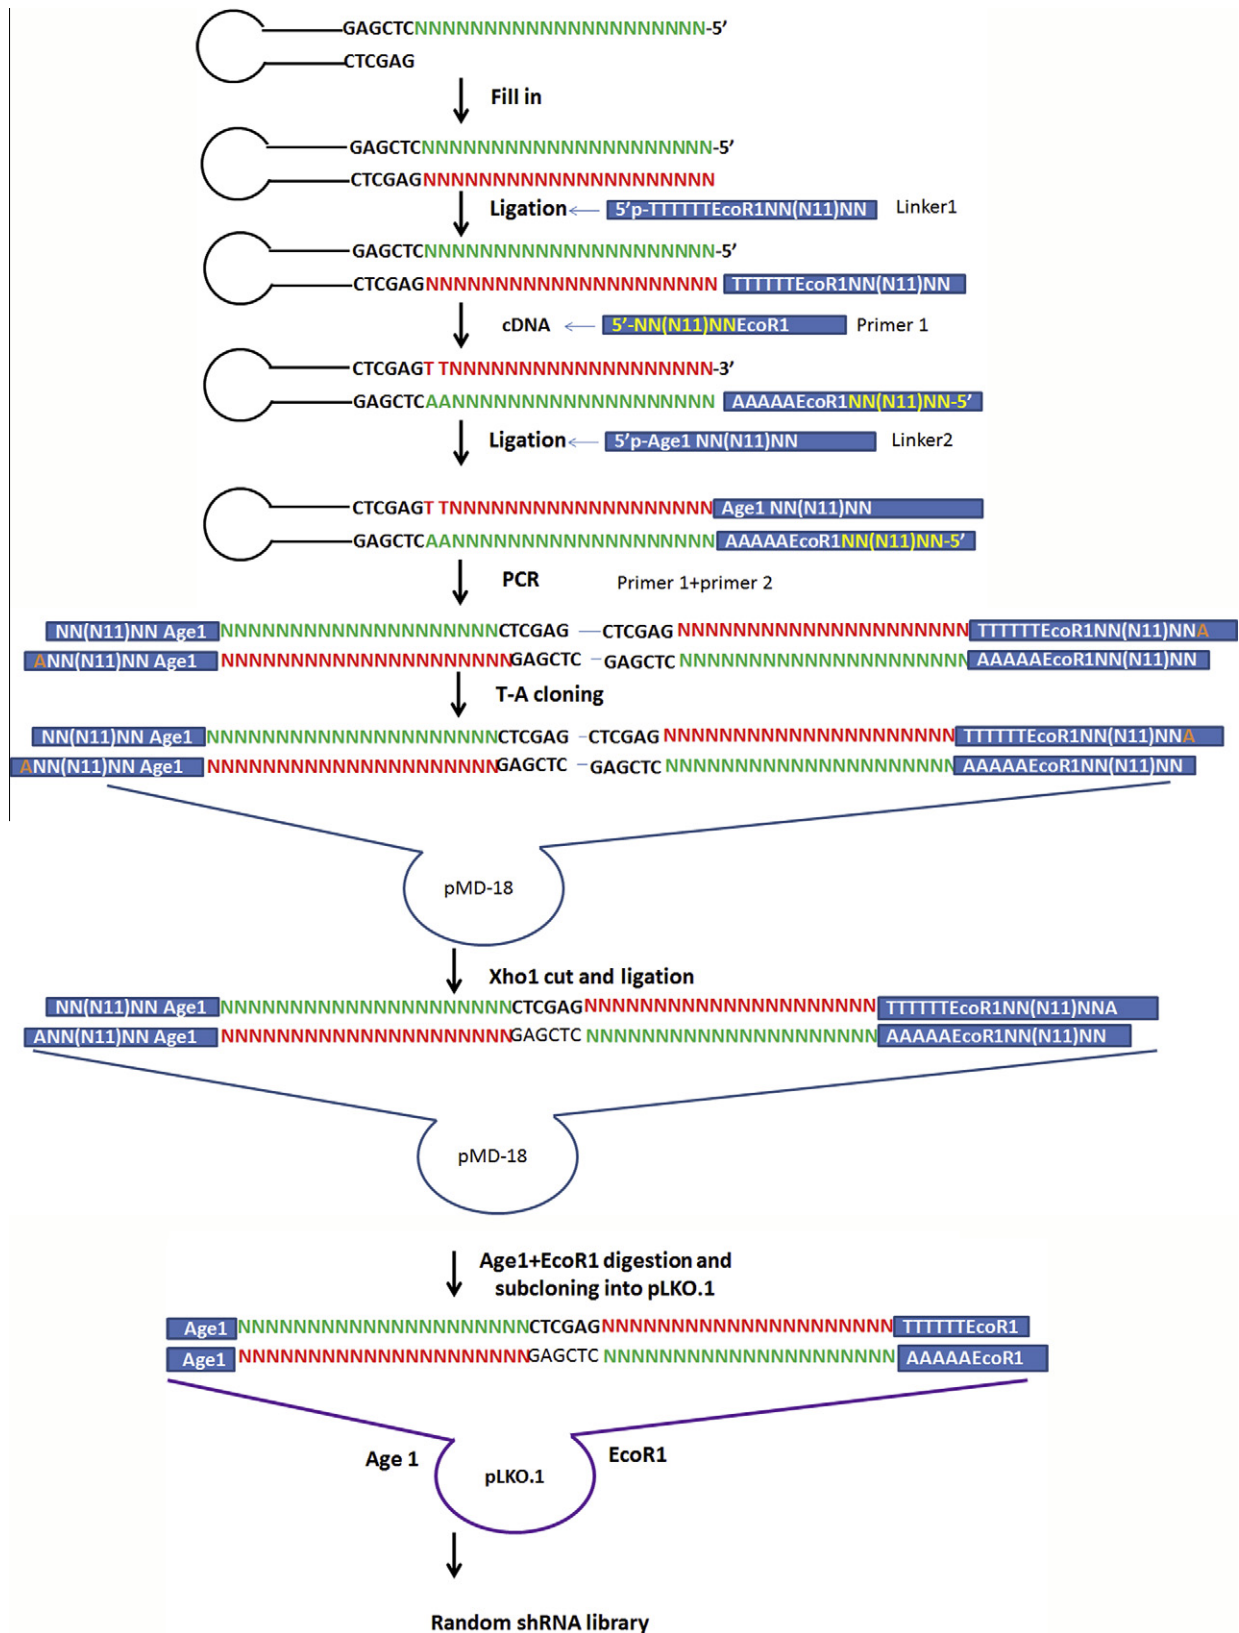 GAGCTCNNNNNNNNNNNNNNNNNNNNN-5'
CTCGAG
Fill in
GAGCTCNNNNNNNNNNNNNNNNNNNNN-5'
CTCGAGNNNNNNNNNNNNNNNNNNNNN
Ligation 5'p-TTTTTTEcoR1NN(N11)NN Linker1
GAGCTCNNNNNNNNNNNNNNNNNNNNN-5'
CTCGAGNNNNNNNNNNNNNNNNNNNNN TTTTTTEcoR1NN(N11)NN
cDNA 5'-NN(N11)NNEcoR1 Primer 1
CTCGAGT TNNNNNNNNNNNNNNNNNNN-3'
GAGCTCAANNNNNNNNNNNNNNNNNNN AAAAAEcoR1NN(N11)NN-5'
Ligation 5'p-Age1 NN(N11)NN Linker2
CTCGAGT TNNNNNNNNNNNNNNNNNNN Age1 NN(N11)NN
GAGCTCAANNNNNNNNNNNNNNNNNNN AAAAAEcoR1NN(N11)NN-5'
PCR Primer 1+primer 2
NN(N11)NN Age1 NNNNNNNNNNNNNNNNNNNNCTCGAG — CTCGAG NNNNNNNNNNNNNNNNNNNNN TTTTTTEcoR1NN(N11)NNA
ANN(N11)NN Age1 NNNNNNNNNNNNNNNNNNNNNGAGCTC – GAGCTC NNNNNNNNNNNNNNNNNNNNN AAAAAEcoR1NN(N11)NN
T-A cloning
NN(N11)NN Age1 NNNNNNNNNNNNNNNNNNNNNCTCGAG – CTCGAG NNNNNNNNNNNNNNNNNNNNN TTTTTTEcoR1NN(N11)NNA
ANN(N11)NN Age1 NNNNNNNNNNNNNNNNNNNNNGAGCTC – GAGCTC NNNNNNNNNNNNNNNNNNNNN AAAAAEcoR1NN(N11)NN
pMD-18
Xho1 cut and ligation
NN(N11)NN Age1 NNNNNNNNNNNNNNNNNNNNNCTCGAGNNNNNNNNNNNNNNNNNNNNN TTTTTTEcoR1NN(N11)NNA
ANN(N11)NN Age1 NNNNNNNNNNNNNNNNNNNNNGAGCTC NNNNNNNNNNNNNNNNNNNNN AAAAAEcoR1NN(N11)NN
pMD-18
Age1+EcoR1 digestion and
subcloning into pLKO.1
Age1 NNNNNNNNNNNNNNNNNNNNNCTCGAGNNNNNNNNNNNNNNNNNNNNN TTTTTTEcoR1
Age1 NNNNNNNNNNNNNNNNNNNNNGAGCTC NNNNNNNNNNNNNNNNNNNNN AAAAAEcoR1
Age 1 pLKO.1 EcoR1
Random shRNA library